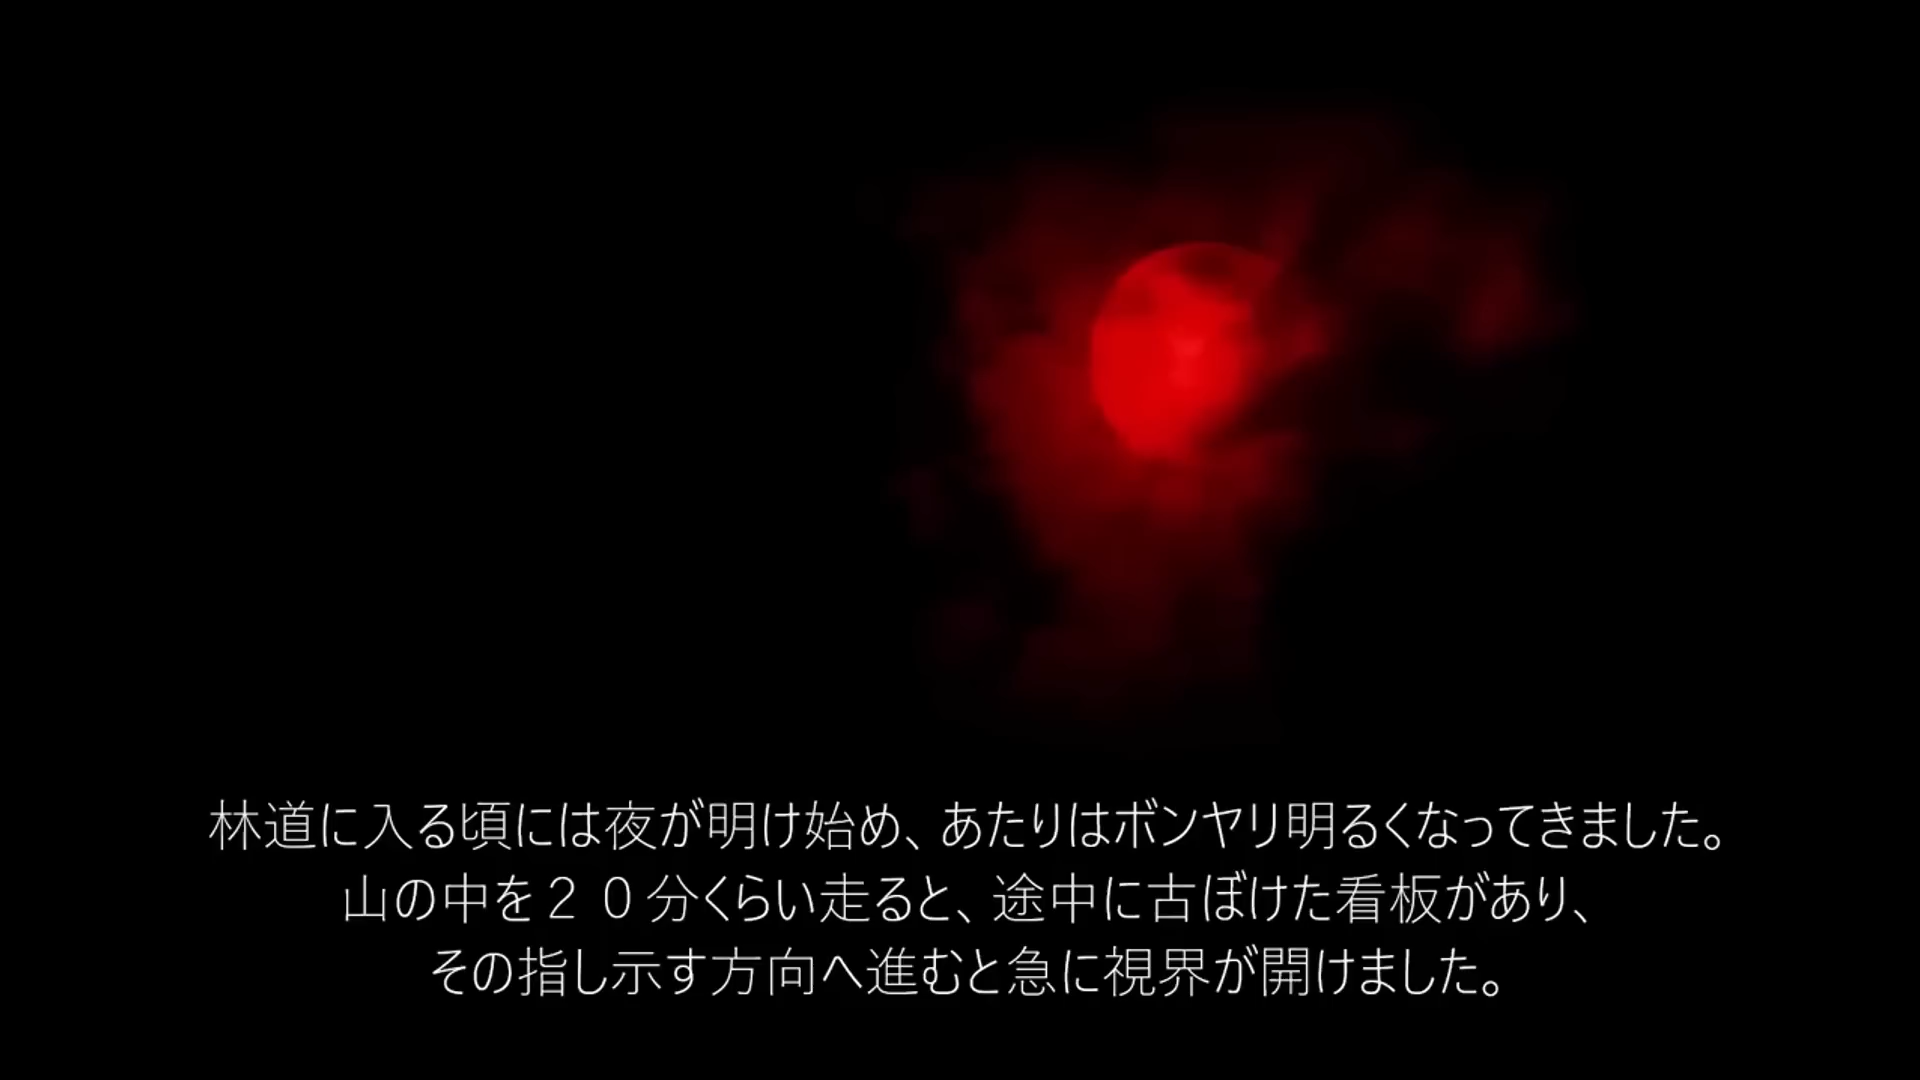 林道に入る頃には夜が明け始め、あたりはボンヤリ明るくなってきました。
山の中を２０分くらい走ると、途中に古ぼけた看板があり、
その指し示す方向へ進むと急に視界が開けました。